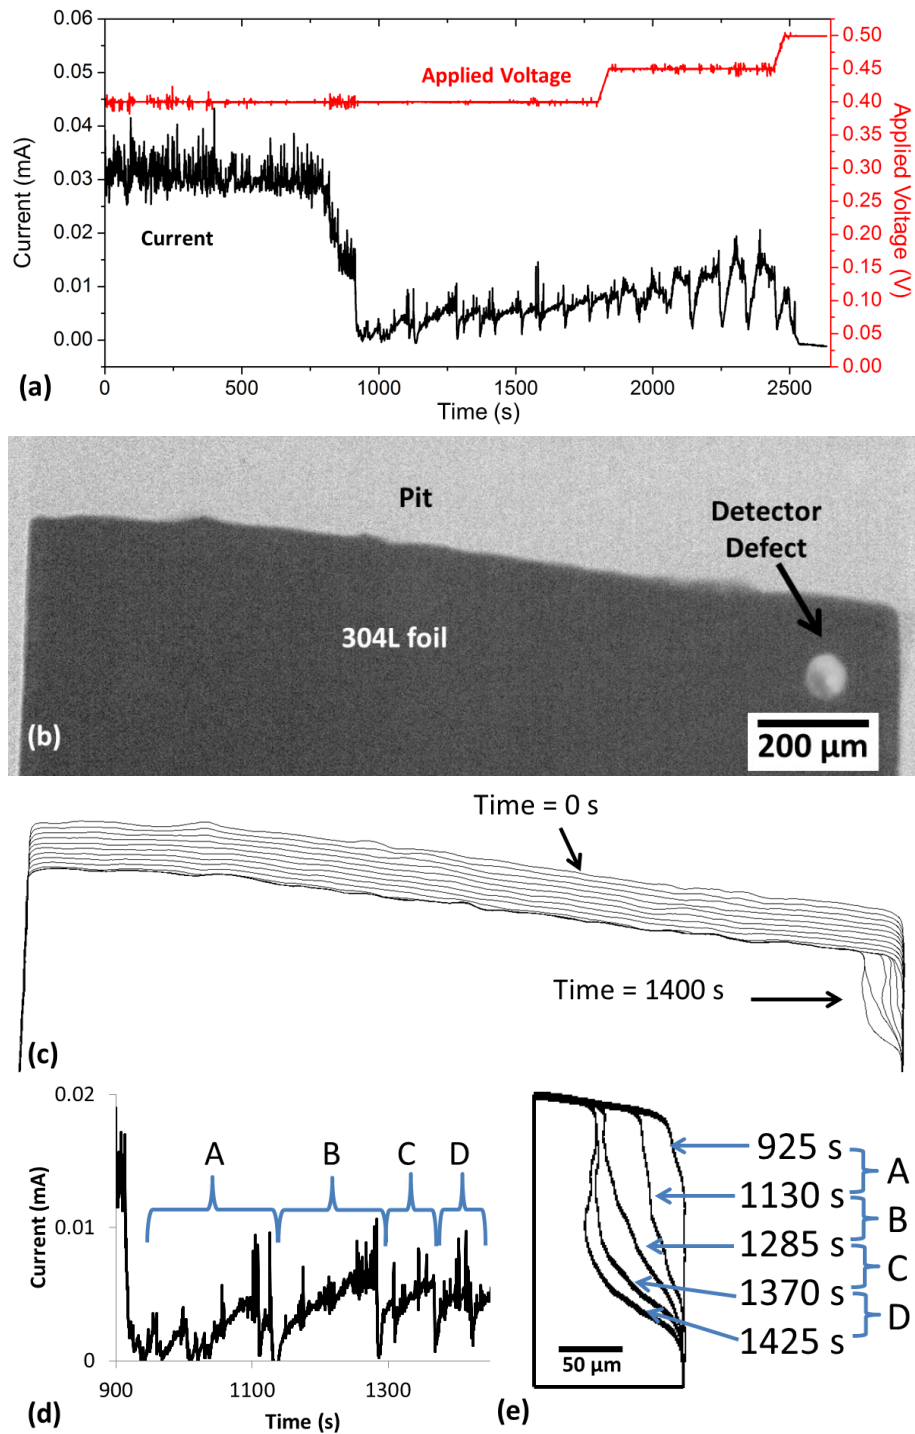 0.06
0.05
0.04
0.03
0.02
0.01
0.00
Current (mA)
Applied Voltage
Current
0.50
0.45
0.40
0.35
0.30
0.25
0.20
0.15
0.10
0.05
0.00
Applied Voltage (V)
0 500 1000 1500 2000 2500
Time (s)
(a)
Pit
Detector
Defect
304L foil
200 µm
(b)
Time = 0 s
Time = 1400 s
(c)
0.02
0.01
0
Current (mA)
A B C D
900 1100 1300
Time (s)
(d)
925 s
1130 s
1285 s
1370 s
1425 s
A
B
C
D
50 µm
(e)